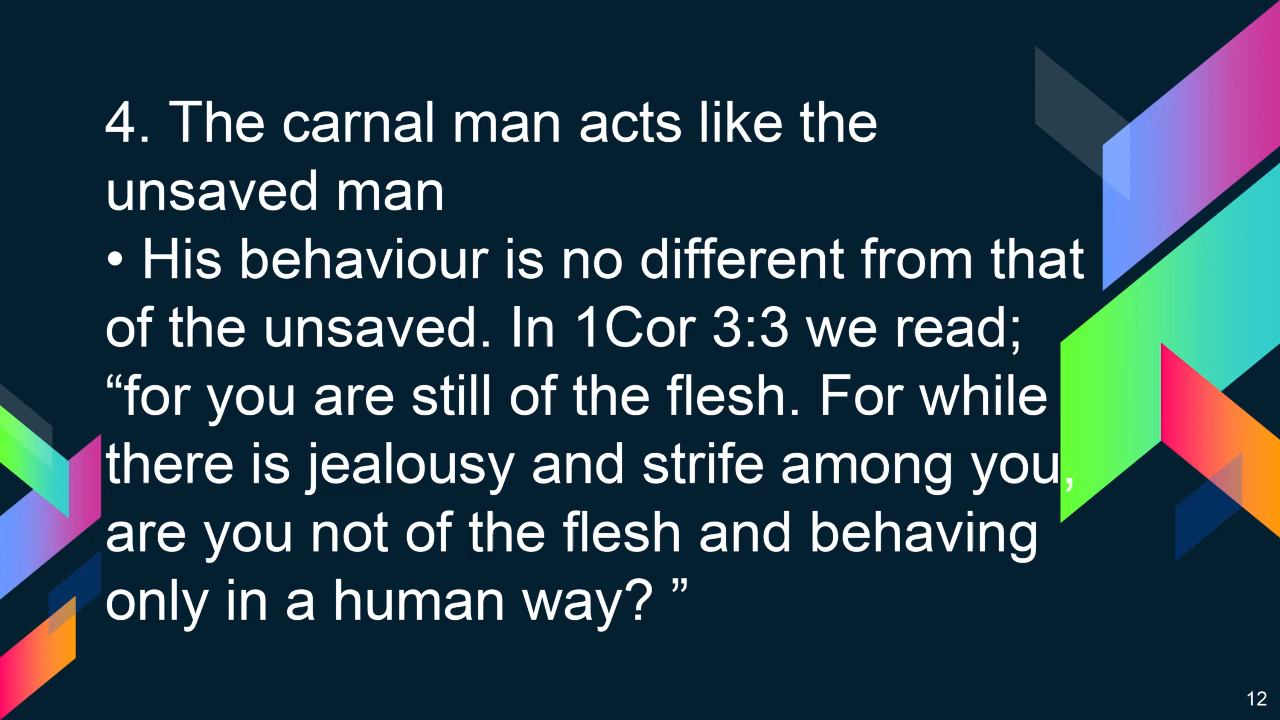 4. The carnal man acts like the
unsaved man
• His behaviour is no different from that
of the unsaved. In 1Cor 3:3 we read;
“for you are still of the flesh. For while
there is jealousy and strife among you,
are you not of the flesh and behaving
only in a human way? ”
12